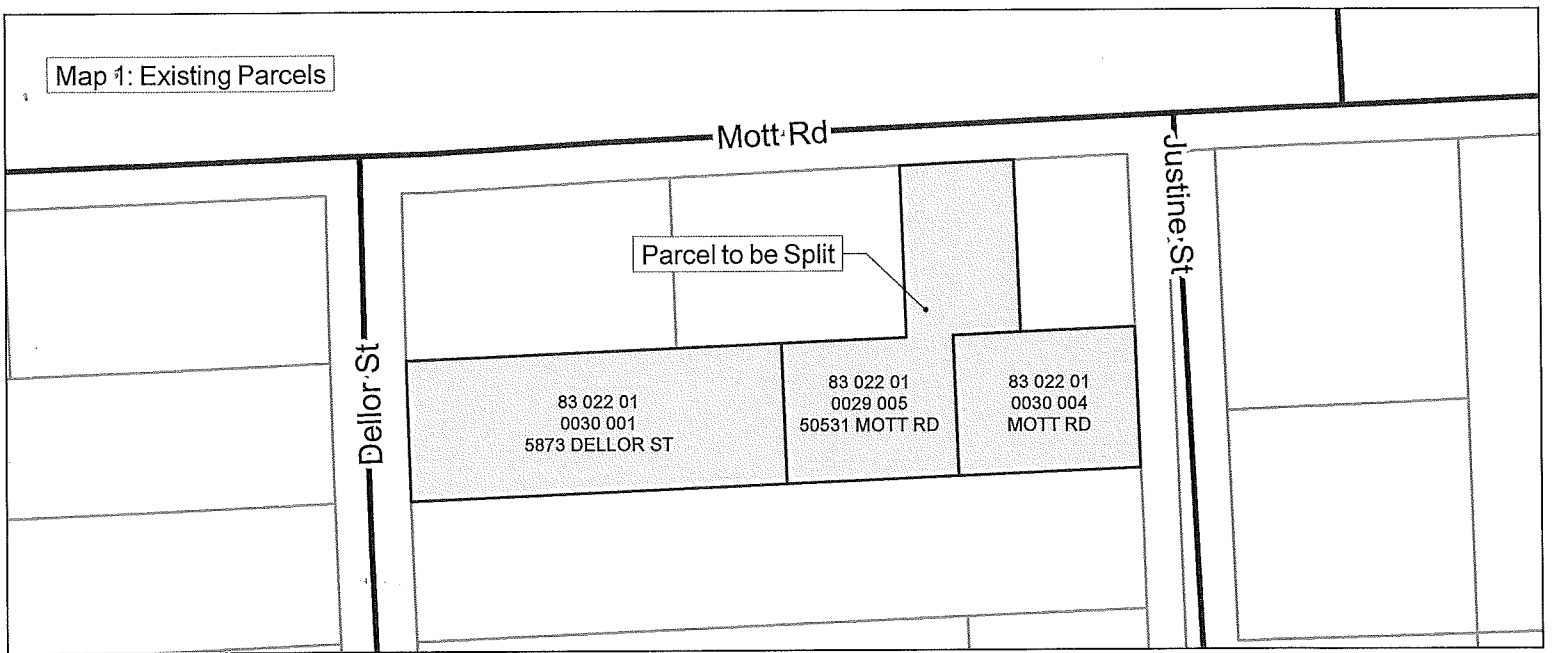 Map 1: Existing Parcels
Mott Rd
Justine St
Parcel to be Split
Dellor St
83 022 01
0030 001
5873 DELLOR ST
83 022 01
0029 005
50531 MOTT RD
83 022 01
0030 004
MOTT RD